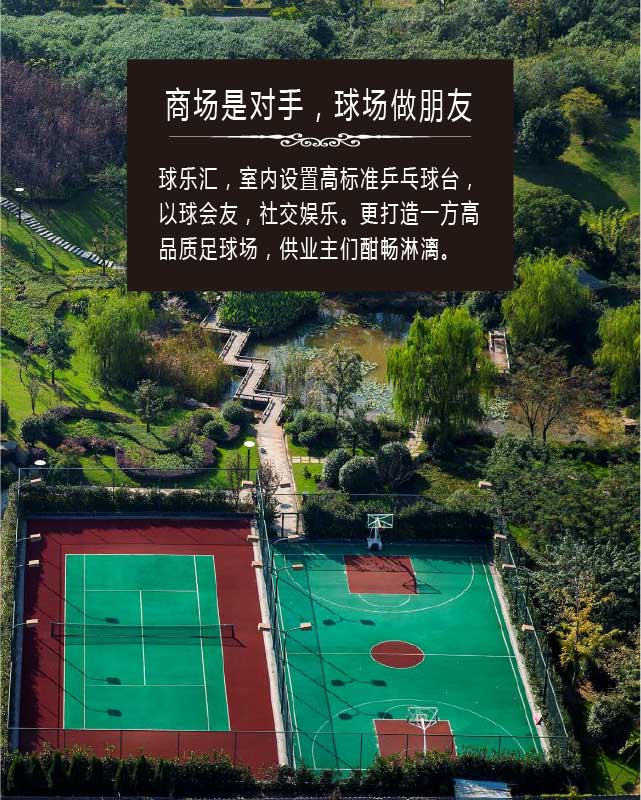 商场是对手，球场做朋友
球乐汇，室内设置高标准乒乓球台，
以球会友，社交娱乐。更打造一方高
品质足球场，供业主们酣畅淋漓。